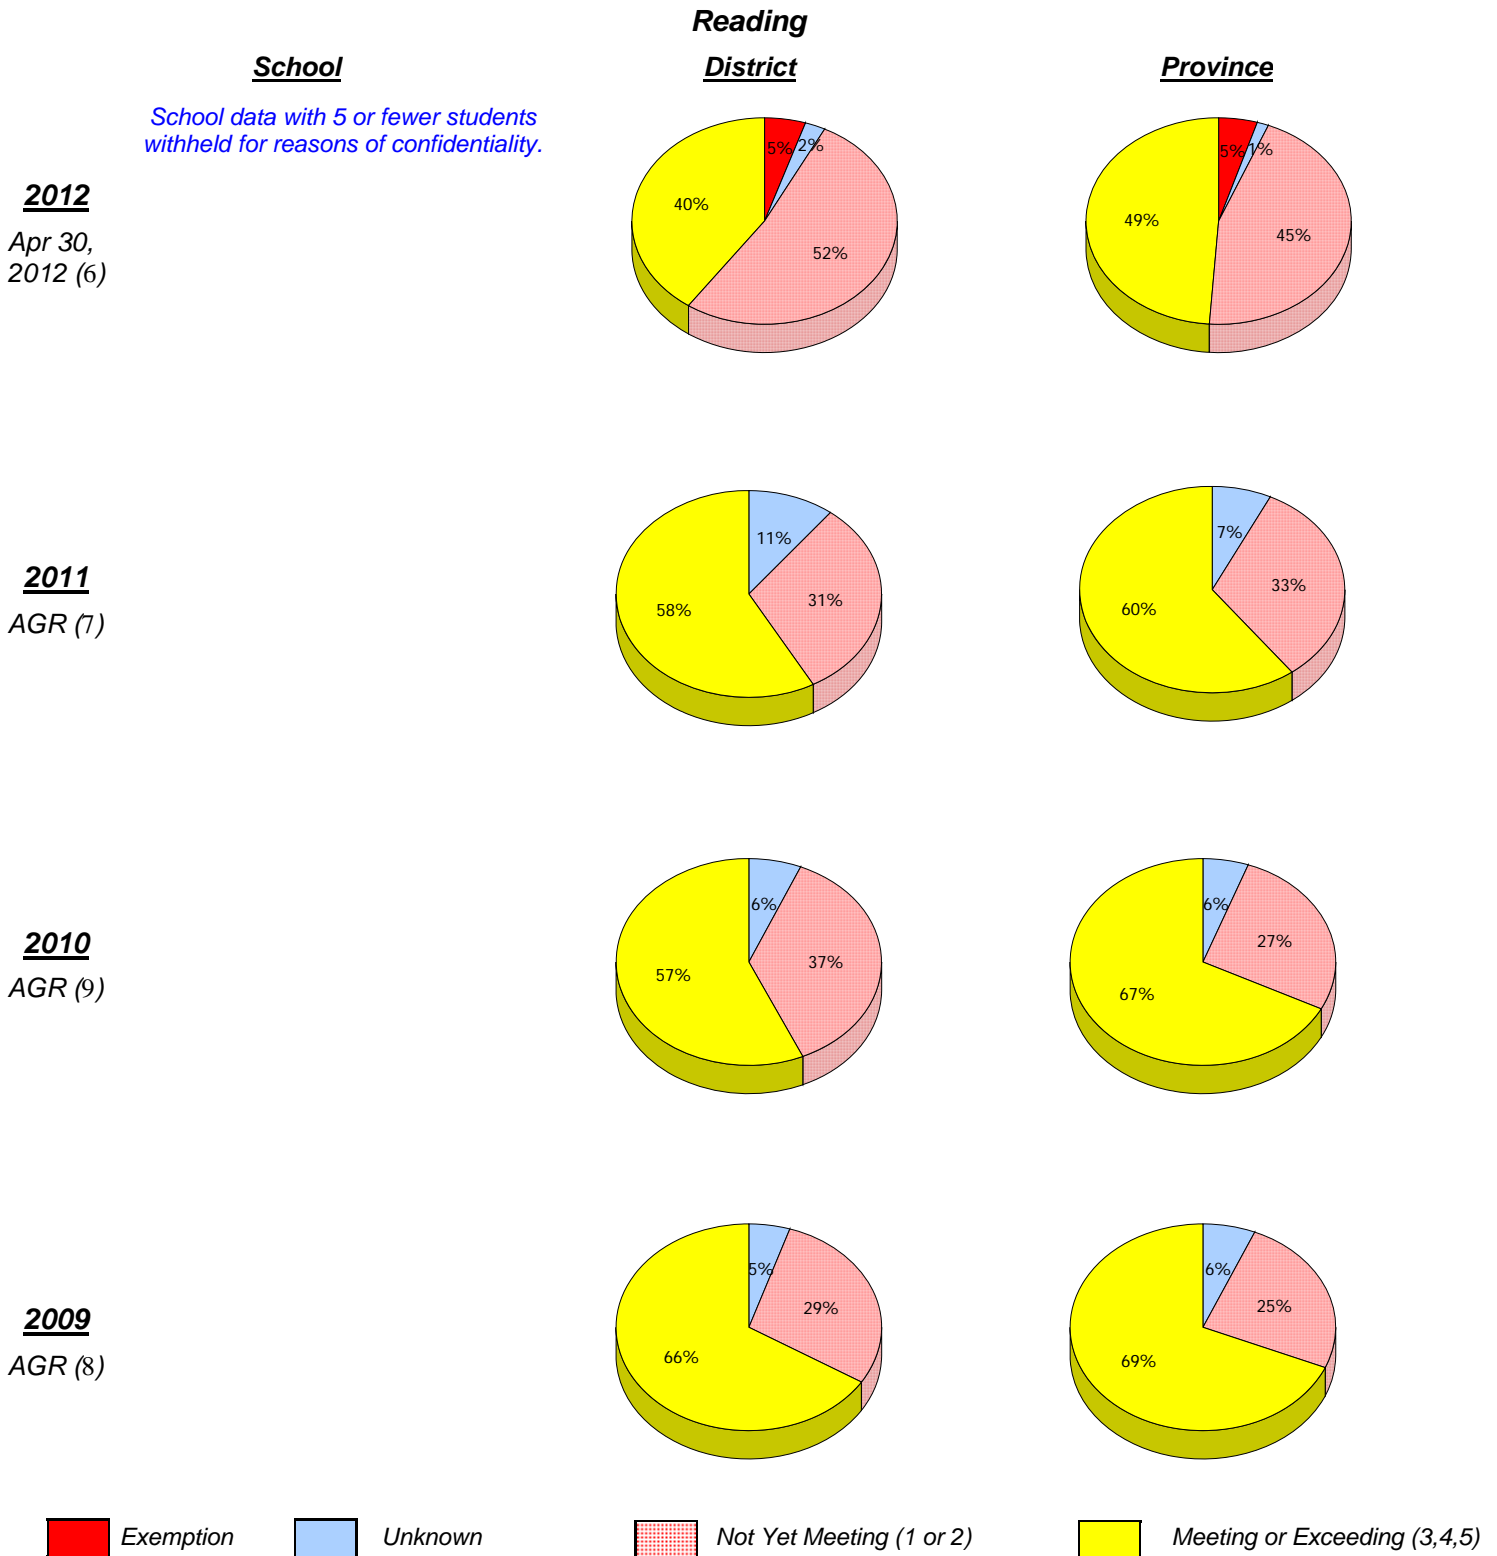 Reading
School District Province
School data with 5 or fewer students
withheld for reasons of confidentiality.
2012
Apr 30,
2012 (6)
5% 2% 52% 40%
5% 1% 45% 49%
2011
AGR (7)
11% 31% 58%
7% 33% 60%
2010
AGR (9)
6% 37% 57%
6% 27% 67%
2009
AGR (8)
5% 29% 66%
6% 25% 69%
Exemption Unknown Not Yet Meeting (1 or 2) Meeting or Exceeding (3,4,5)